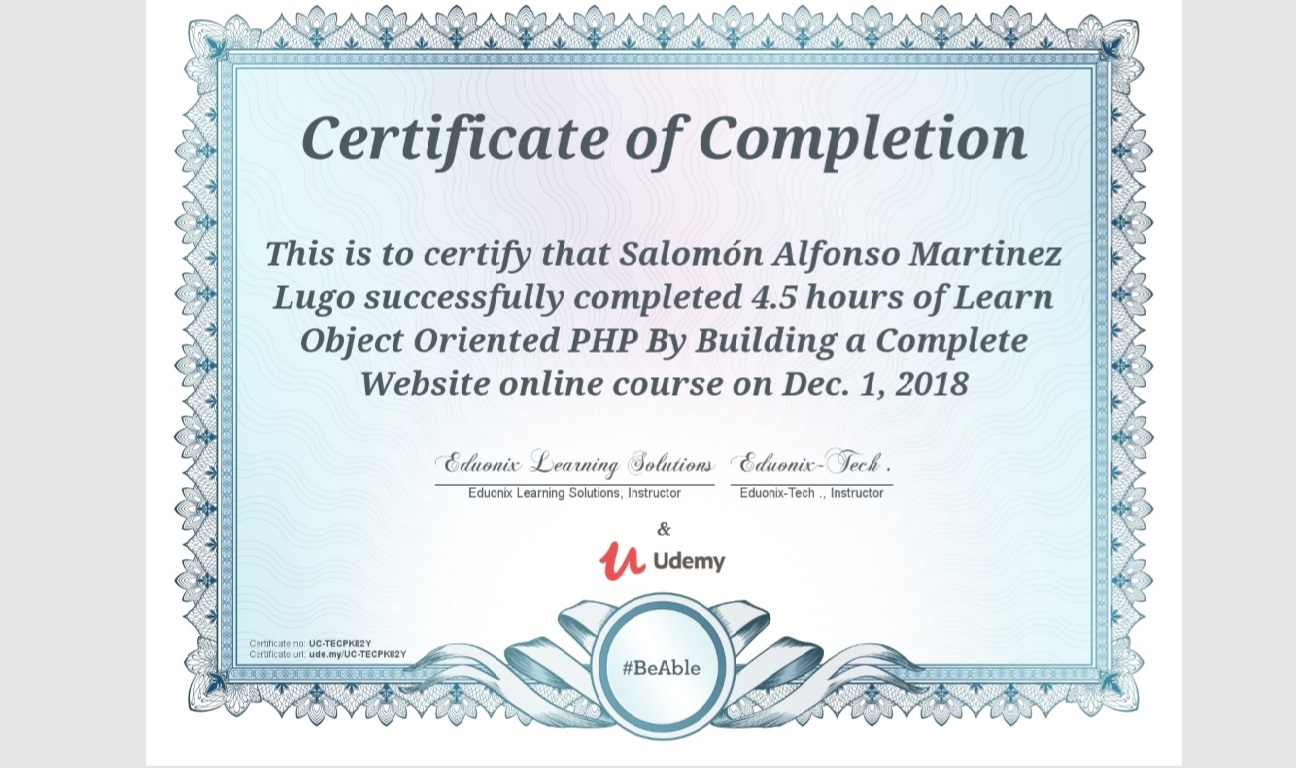 Certificate of Completion
This is to certify that Salomón Alfonso Martinez
Lugo successfully completed 4.5 hours of Learn
Object Oriented PHP By Building a Complete
Website online course on Dec. 1, 2018
Eduonix Learning Solutions Eduonix-Tech .
Eduonix Learning Solutions, Instructor Eduonix-Tech ., Instructor
&
Udemy
Certificate no: UC-TECPK82Y
Certificate url: ude.my/UC-TECPK82Y
#BeAble